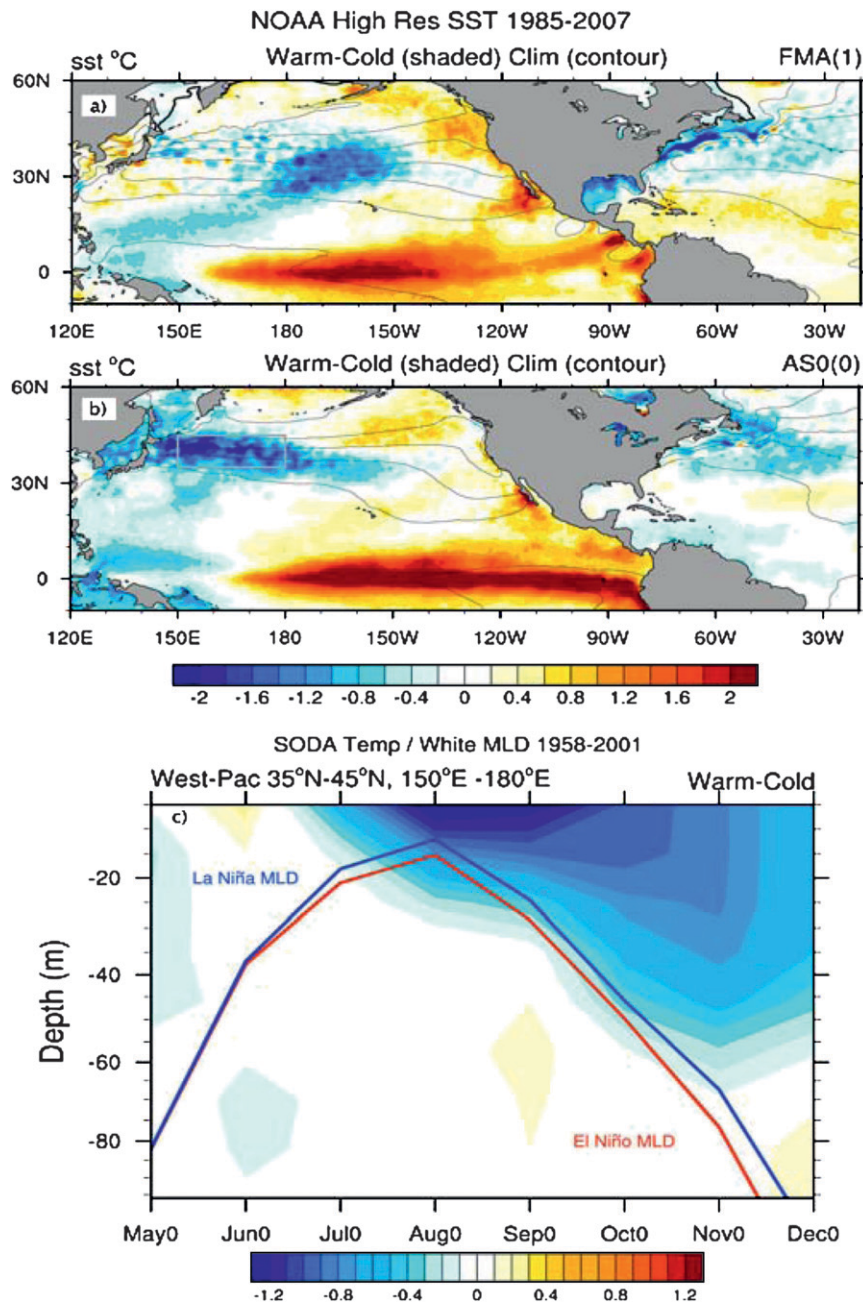 NOAA High Res SST 1985-2007
sst °C Warm-Cold (shaded) Clim (contour) FMA(1)
60N
a)
30N
0
120E 150E 180 150W 120W 90W 60W 30W
sst °C Warm-Cold (shaded) Clim (contour) AS0(0)
60N
b)
30N
0
120E 150E 180 150W 120W 90W 60W 30W
-2 -1.6 -1.2 -0.8 -0.4 0 0.4 0.8 1.2 1.6 2
SODA Temp / White MLD 1958-2001
West-Pac 35°N-45°N, 150°E -180°E Warm-Cold
c)
-20
La Niña MLD
-40
Depth (m)
-60
El Niño MLD
-80
May0 Jun0 Jul0 Aug0 Sep0 Oct0 Nov0 Dec0
-1.2 -0.8 -0.4 0 0.4 0.8 1.2